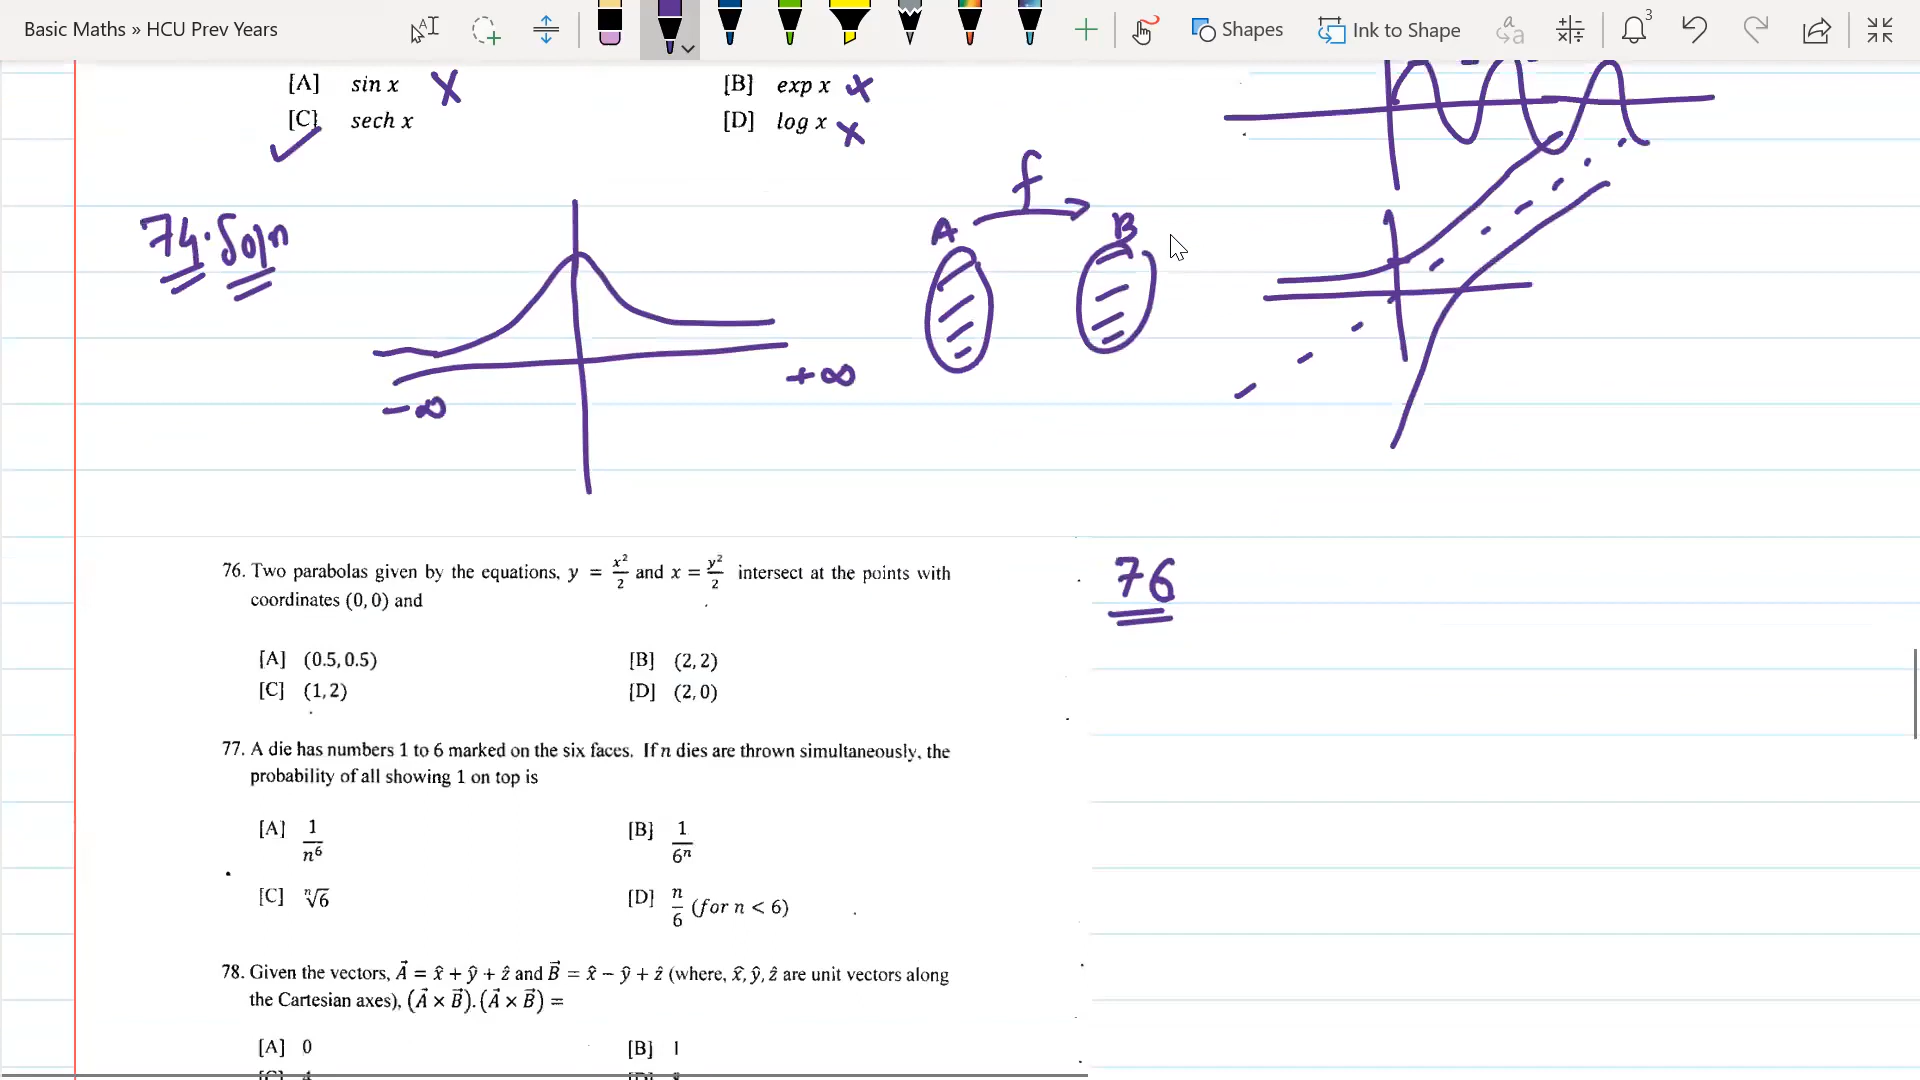 Basic Maths » HCU Prev Years
Shapes
Ink to Shape
3
[A] sin x X
[B] exp x X
[C] sech x
[D] log x X
f
A
B
74. Soln
-∞
+∞
76. Two parabolas given by the equations, y = x²/2 and x = y²/2 intersect at the points with
coordinates (0, 0) and
76
[A] (0.5, 0.5)
[B] (2, 2)
[C] (1, 2)
[D] (2, 0)
77. A die has numbers 1 to 6 marked on the six faces. If n dies are thrown simultaneously, the
probability of all showing 1 on top is
[A] 1/n⁶
[B] 1/6ⁿ
[C] ⁿ√6
[D] n/6 (for n < 6)
78. Given the vectors, A⃗ = x̂ + ŷ + ẑ and B⃗ = x̂ − ŷ + ẑ (where, x̂, ŷ, ẑ are unit vectors along
the Cartesian axes), (A⃗ × B⃗). (A⃗ × B⃗) =
[A] 0
[B] 1